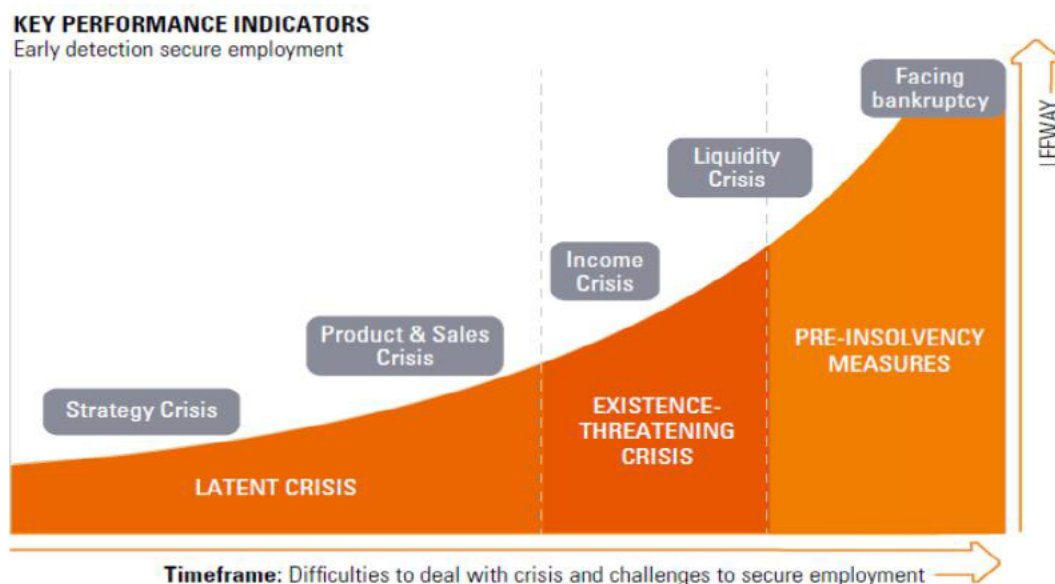 KEY PERFORMANCE INDICATORS
Early detection secure employment
Facing
bankruptcy
LEEWAY
Liquidity
Crisis
Income
Crisis
Product & Sales
Crisis
Strategy Crisis
PRE-INSOLVENCY
MEASURES
EXISTENCE-
THREATENING
CRISIS
LATENT CRISIS
Timeframe: Difficulties to deal with crisis and challenges to secure employment